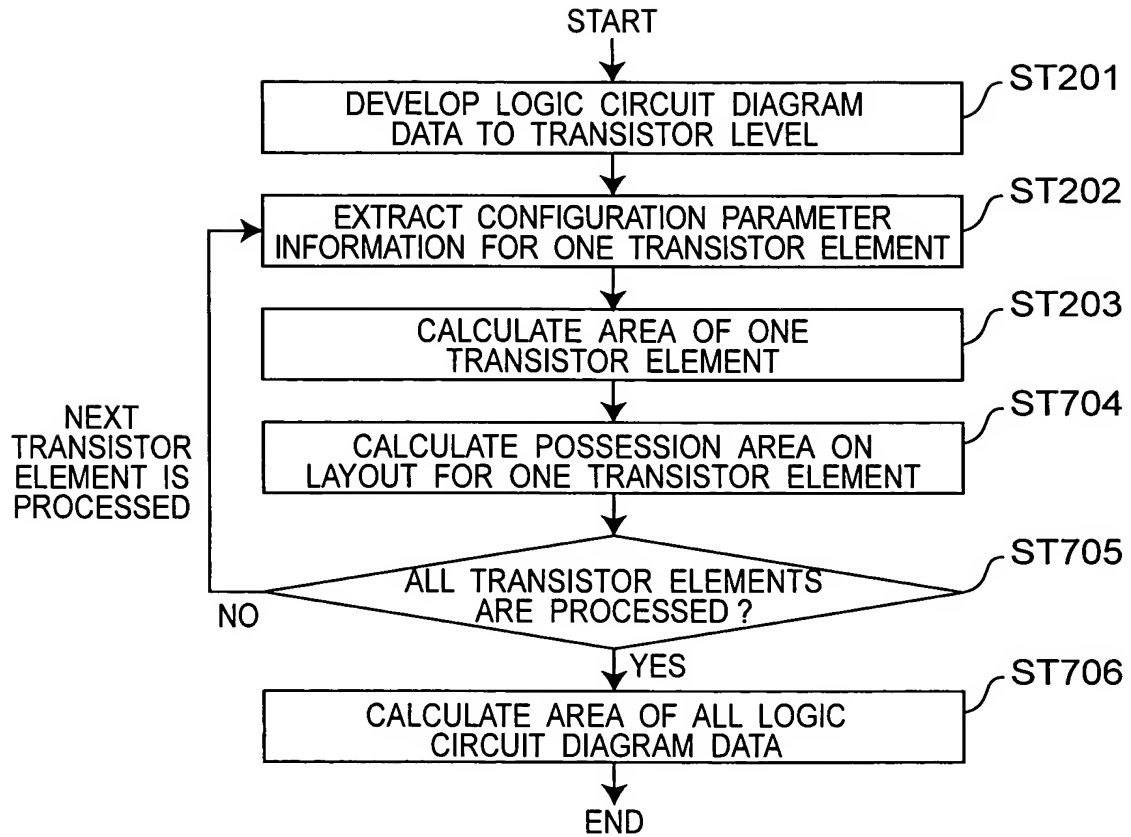 START
ST201
DEVELOP LOGIC CIRCUIT DIAGRAM
DATA TO TRANSISTOR LEVEL
ST202
EXTRACT CONFIGURATION PARAMETER
INFORMATION FOR ONE TRANSISTOR ELEMENT
ST203
CALCULATE AREA OF ONE
TRANSISTOR ELEMENT
ST704
CALCULATE POSSESSION AREA ON
LAYOUT FOR ONE TRANSISTOR ELEMENT
NEXT
TRANSISTOR
ELEMENT IS
PROCESSED
ST705
ALL TRANSISTOR ELEMENTS
ARE PROCESSED ?
NO
YES
ST706
CALCULATE AREA OF ALL LOGIC
CIRCUIT DIAGRAM DATA
END